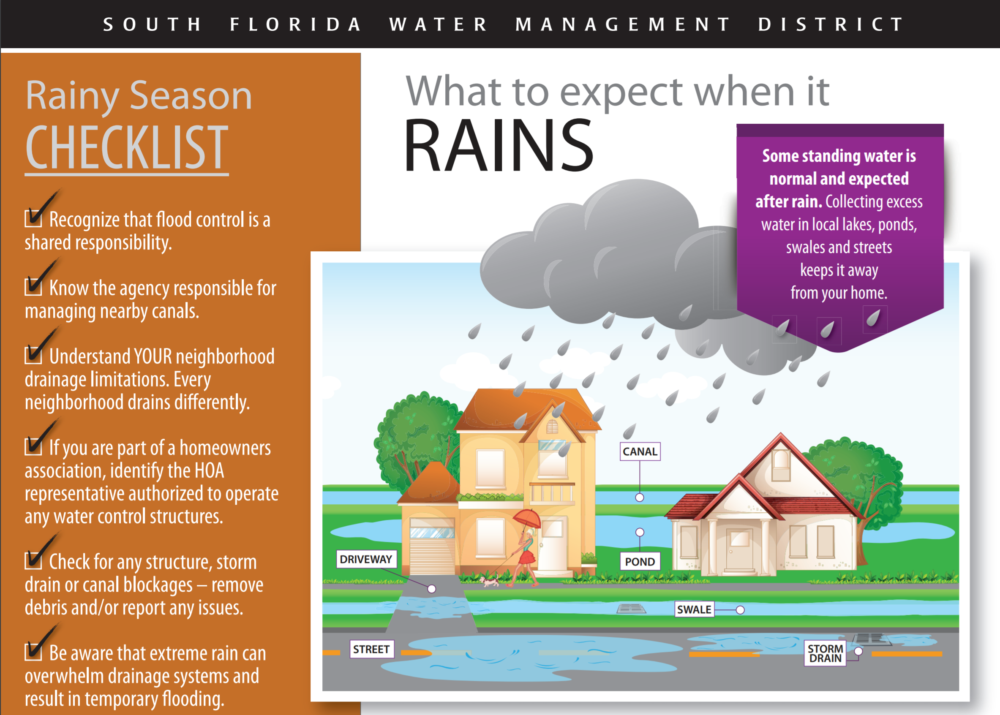 SOUTH FLORIDA WATER MANAGEMENT DISTRICT
Rainy Season
CHECKLIST
Recognize that flood control is a
shared responsibility.
Know the agency responsible for
managing nearby canals.
Understand YOUR neighborhood
drainage limitations. Every
neighborhood drains differently.
If you are part of a homeowners
association, identify the HOA
representative authorized to operate
any water control structures.
Check for any structure, storm
drain or canal blockages – remove
debris and/or report any issues.
Be aware that extreme rain can
overwhelm drainage systems and
result in temporary flooding.
What to expect when it
RAINS
Some standing water is
normal and expected
after rain. Collecting excess
water in local lakes, ponds,
swales and streets
keeps it away
from your home.
CANAL
DRIVEWAY
POND
SWALE
STREET
STORM
DRAIN